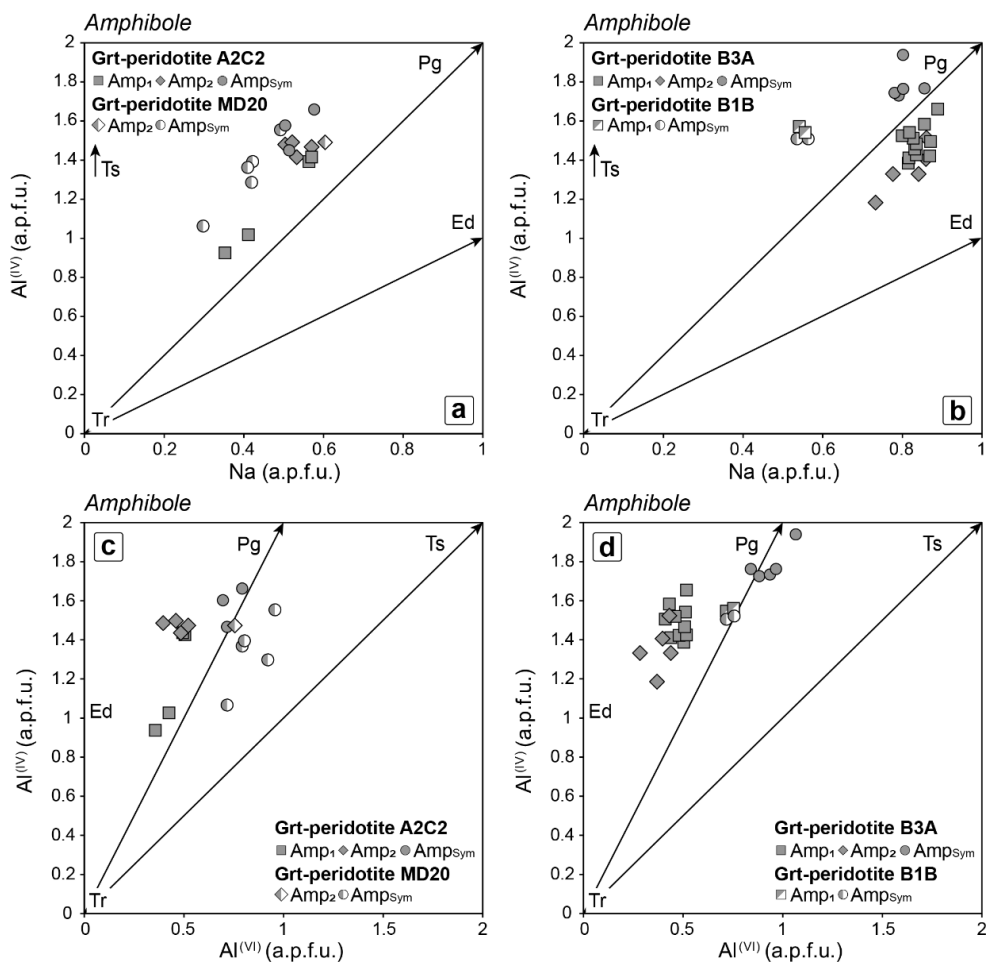 Amphibole
2
1.8
1.6
1.4
1.2
1
0.8
0.6
0.4
0.2
0
Al(IV) (a.p.f.u.)
Grt-peridotite A2C2
Amp1 Amp2 AmpSym
Grt-peridotite MD20
Amp2 AmpSym
Pg
Ts
Ed
Tr
a
0 0.2 0.4 0.6 0.8 1
Na (a.p.f.u.)
Amphibole
2
1.8
1.6
1.4
1.2
1
0.8
0.6
0.4
0.2
0
Al(IV) (a.p.f.u.)
Grt-peridotite B3A
Amp1 Amp2 AmpSym
Grt-peridotite B1B
Amp1 AmpSym
Pg
Ts
Ed
Tr
b
0 0.2 0.4 0.6 0.8 1
Na (a.p.f.u.)
Amphibole
2
1.8
1.6
1.4
1.2
1
0.8
0.6
0.4
0.2
0
Al(IV) (a.p.f.u.)
c
Pg
Ts
Ed
Grt-peridotite A2C2
Amp1 Amp2 AmpSym
Grt-peridotite MD20
Amp2 AmpSym
Tr
0 0.5 1 1.5 2
Al(VI) (a.p.f.u.)
Amphibole
2
1.8
1.6
1.4
1.2
1
0.8
0.6
0.4
0.2
0
Al(IV) (a.p.f.u.)
d
Pg
Ts
Ed
Grt-peridotite B3A
Amp1 Amp2 AmpSym
Grt-peridotite B1B
Amp1 AmpSym
Tr
0 0.5 1 1.5 2
Al(VI) (a.p.f.u.)